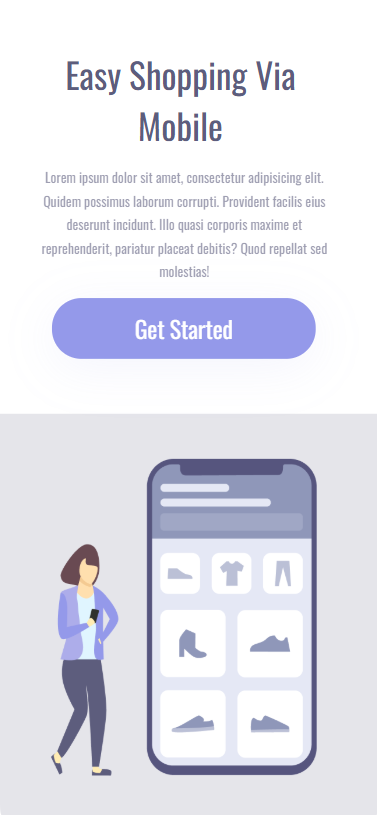 Easy Shopping Via
Mobile
Lorem ipsum dolor sit amet, consectetur adipisicing elit.
Quidem possimus laborum corrupti. Provident facilis eius
deserunt incidunt. Illo quasi corporis maxime et
reprehenderit, pariatur placeat debitis? Quod repellat sed
molestias!
Get Started